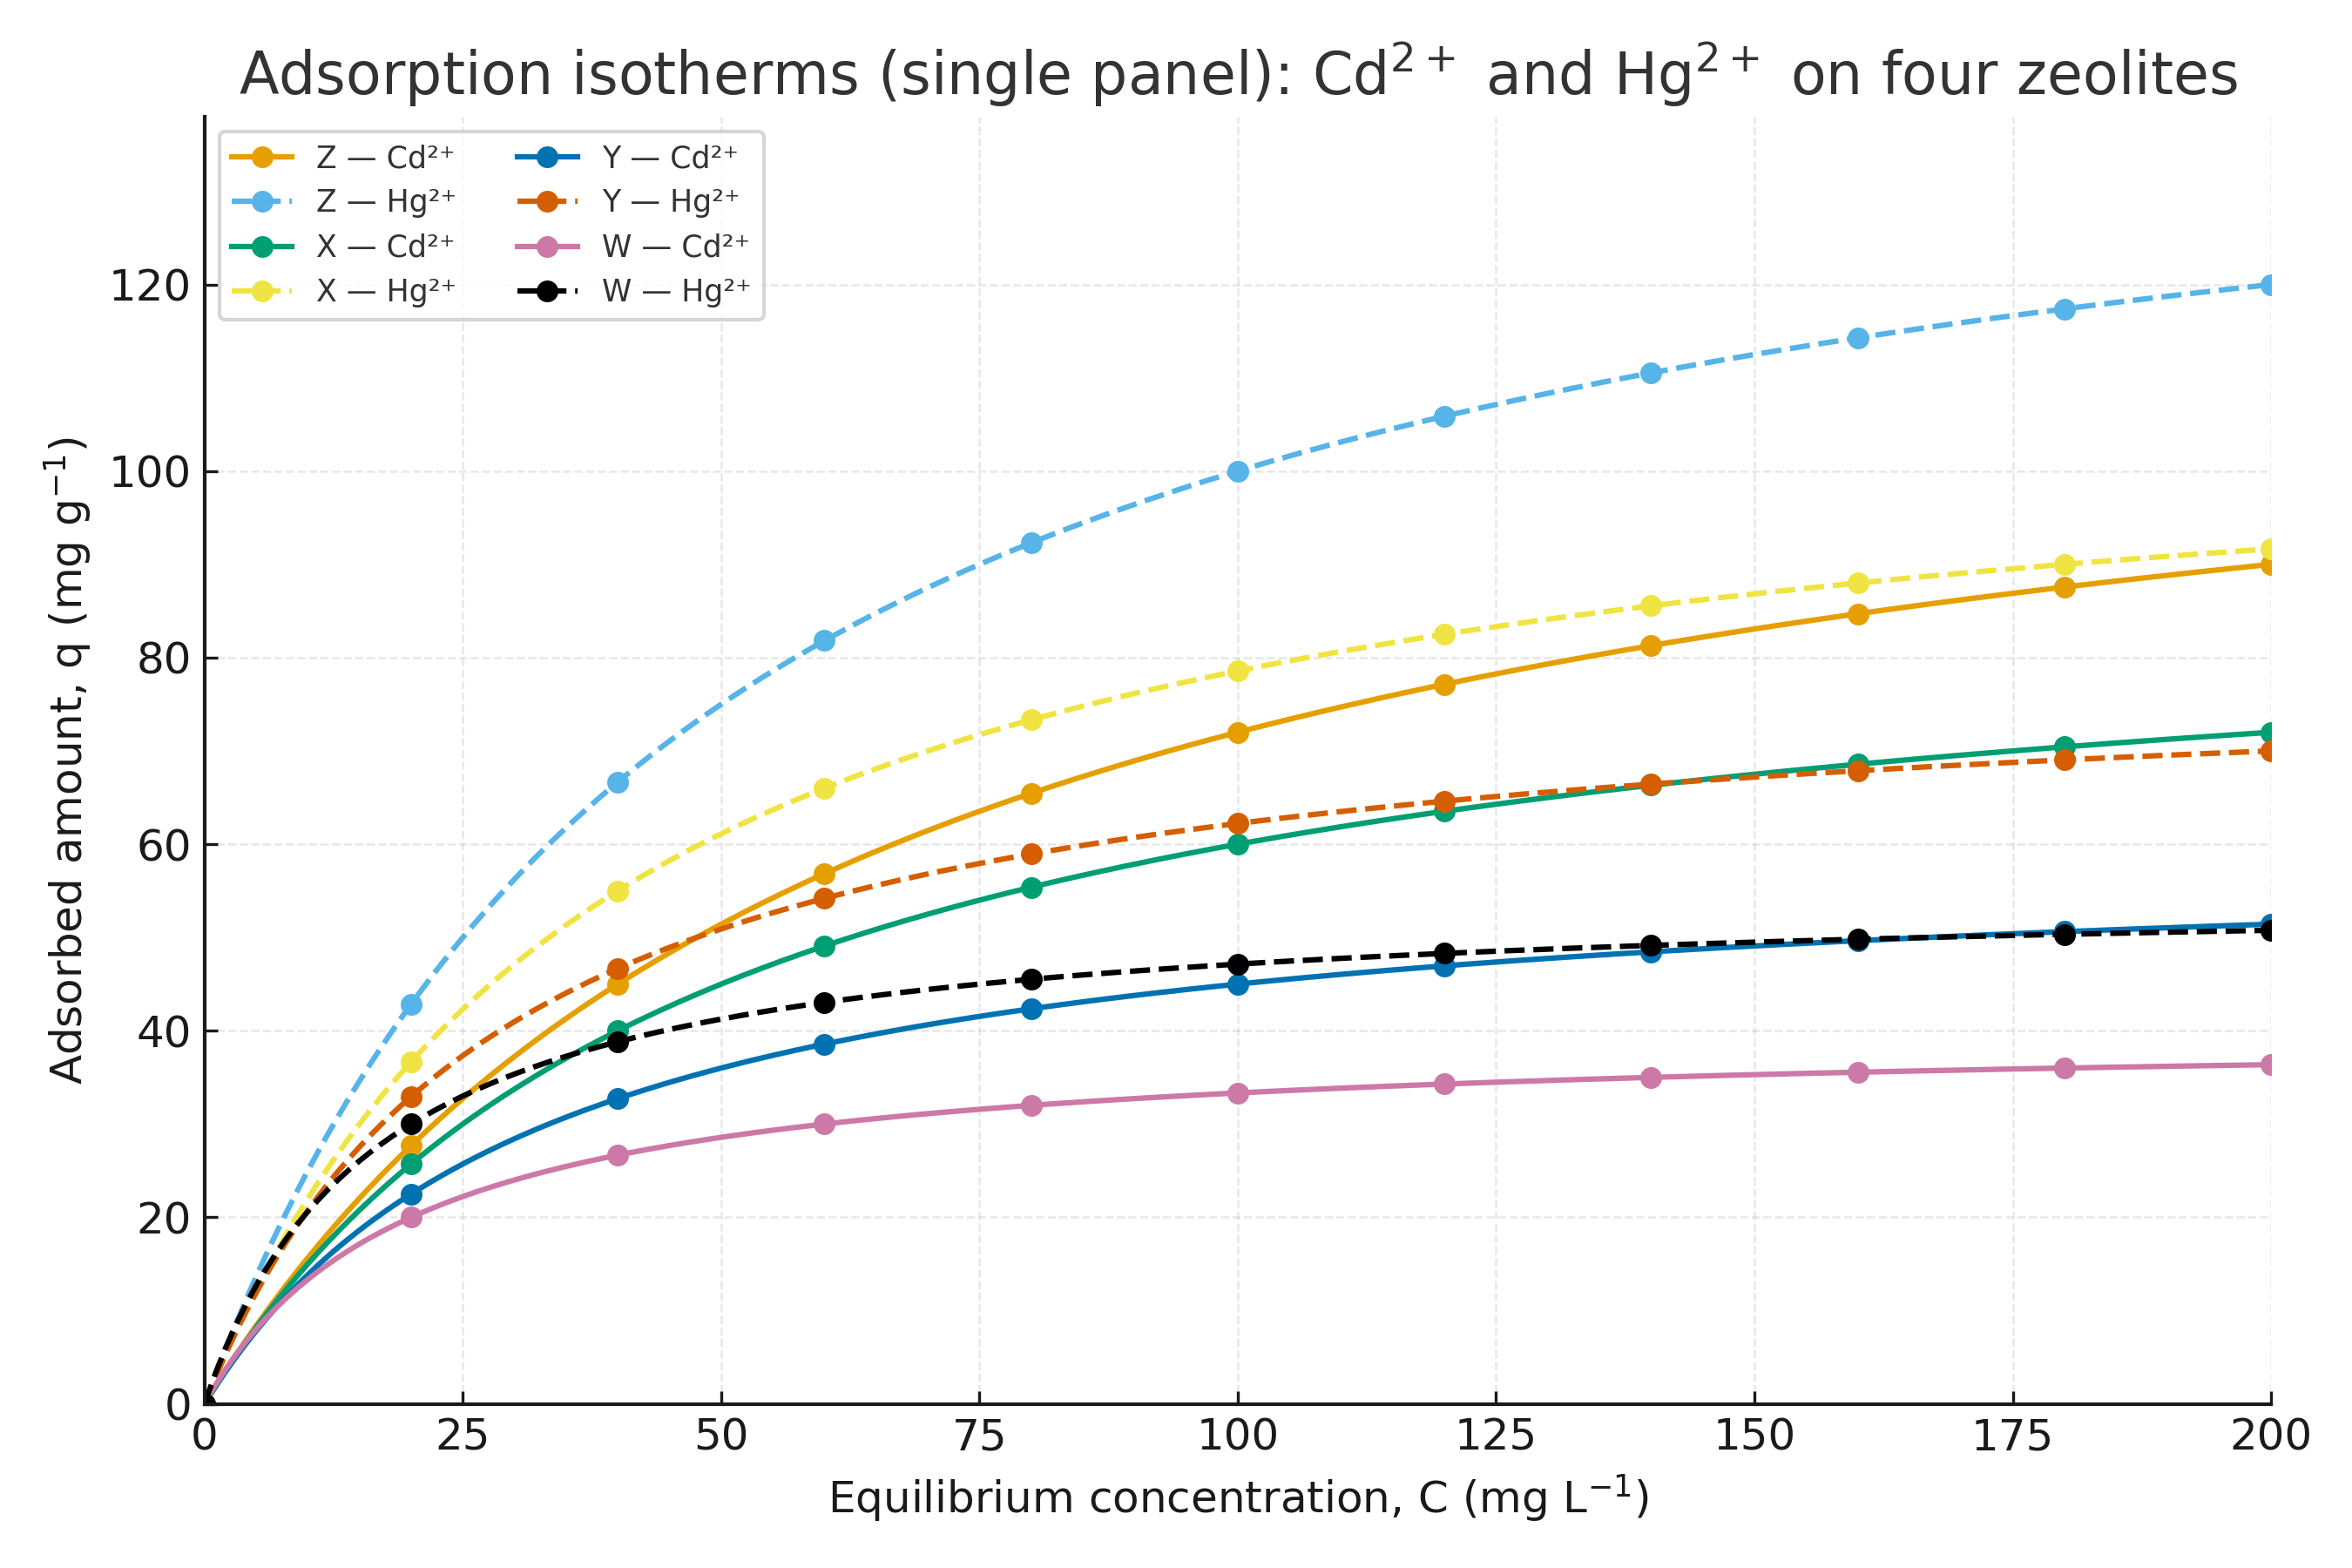 Adsorption isotherms (single panel): Cd²⁺ and Hg²⁺ on four zeolites
Z — Cd²⁺
Z — Hg²⁺
X — Cd²⁺
X — Hg²⁺
Y — Cd²⁺
Y — Hg²⁺
W — Cd²⁺
W — Hg²⁺
Adsorbed amount, q (mg g⁻¹)
120
100
80
60
40
20
0
0 25 50 75 100 125 150 175 200
Equilibrium concentration, C (mg L⁻¹)